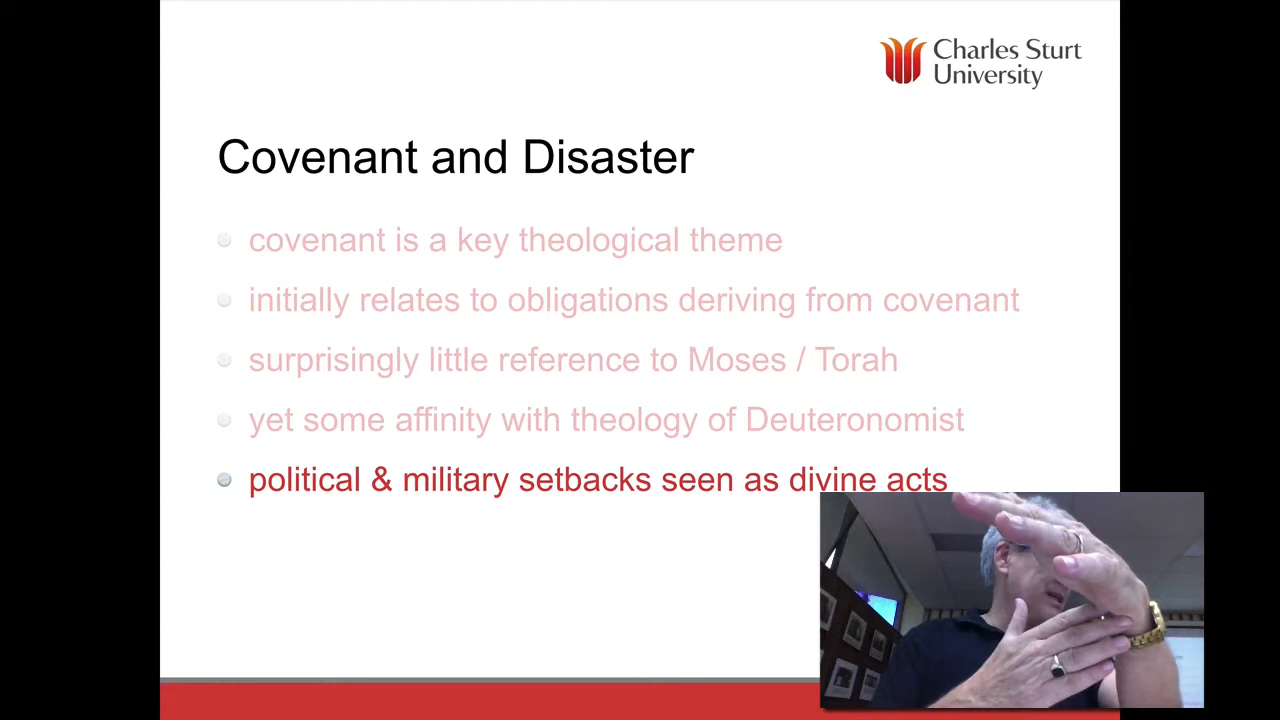 Charles Sturt
University
Covenant and Disaster
covenant is a key theological theme
initially relates to obligations deriving from covenant
surprisingly little reference to Moses / Torah
yet some affinity with theology of Deuteronomist
political & military setbacks seen as divine acts